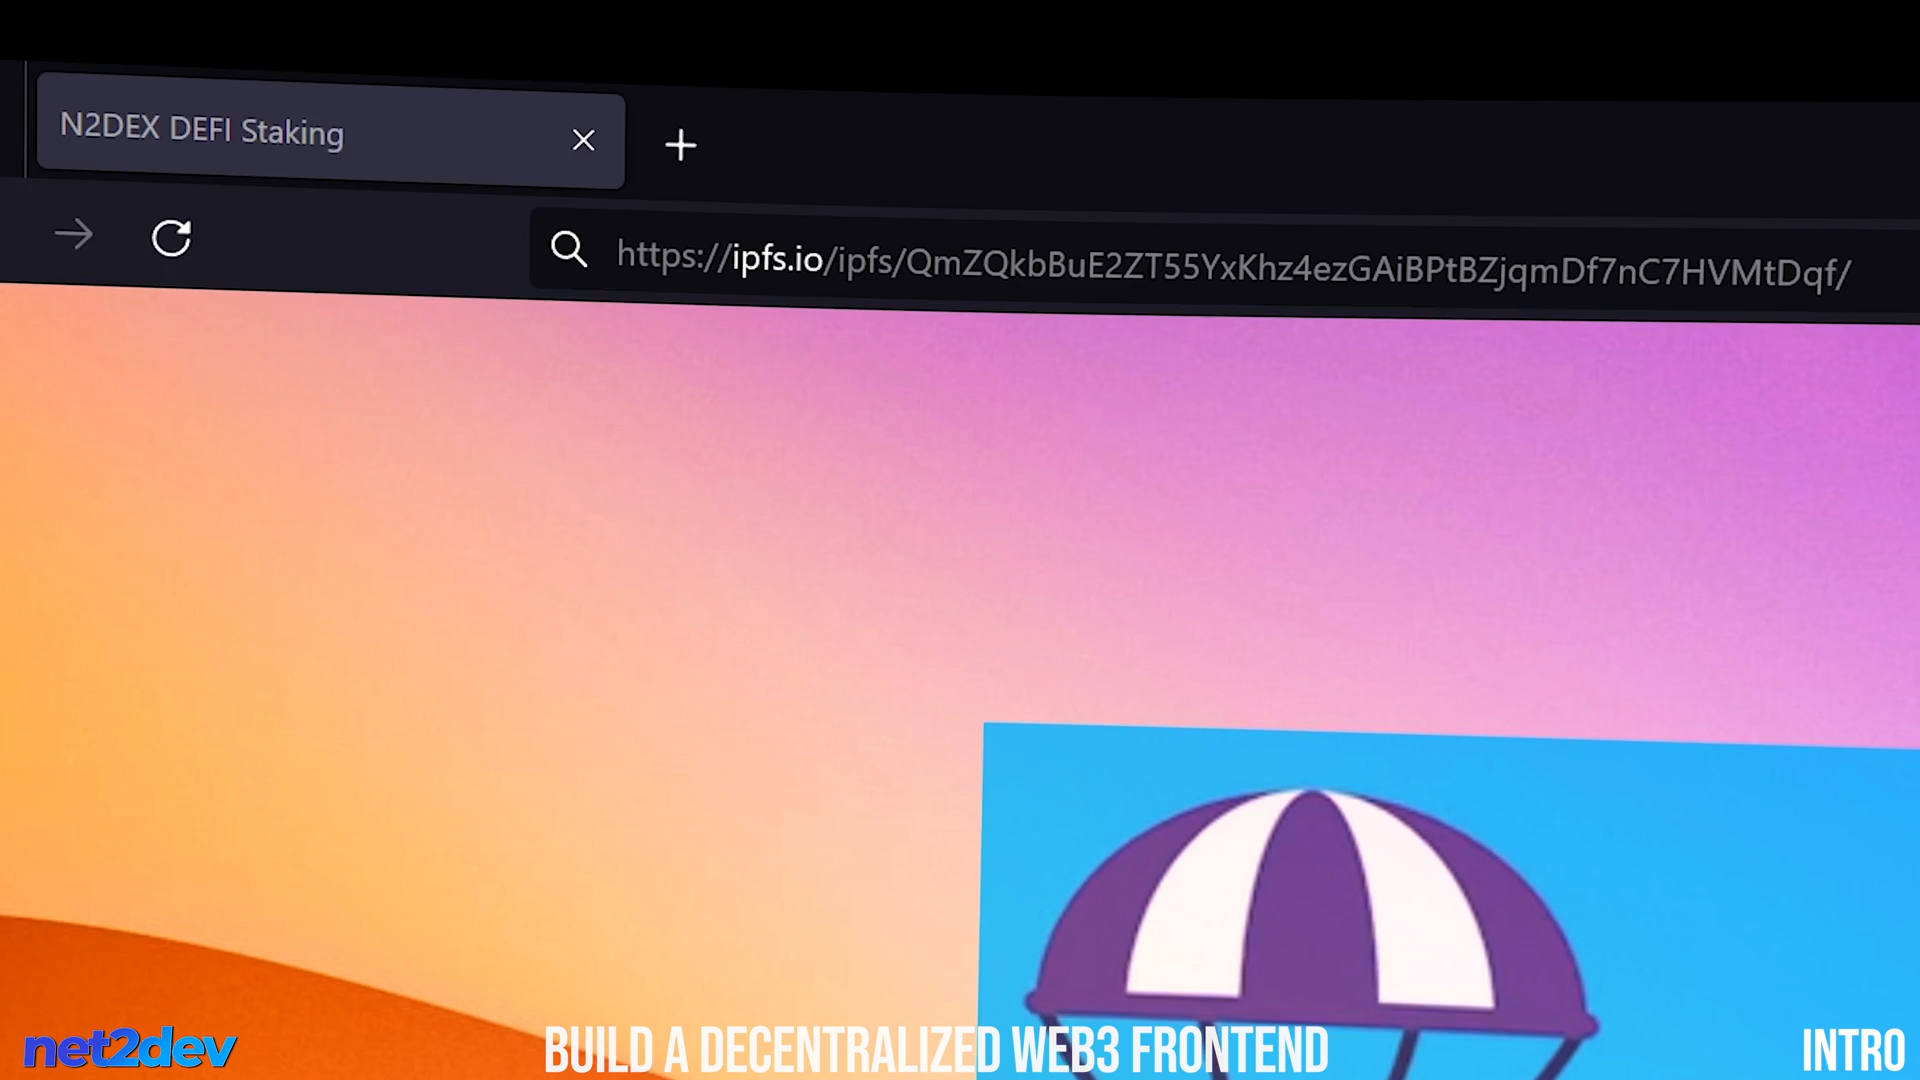 N2DEX DEFI Staking
https://ipfs.io/ipfs/QmZQkbBuE2ZT55YxKhz4ezGAiBPtBZjqmDf7nC7HVMtDqf/
net2dev
BUILD A DECENTRALIZED WEB3 FRONTEND
INTRO